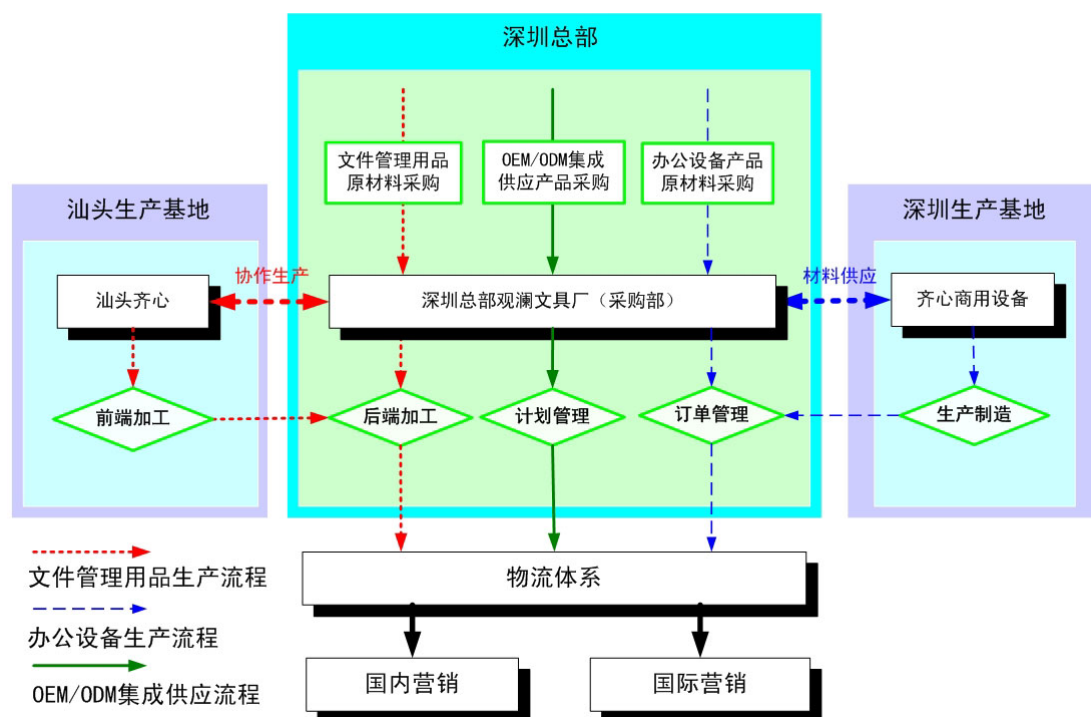 深圳总部
文件管理用品
原材料采购
OEM/ODM集成
供应产品采购
办公设备产品
原材料采购
汕头生产基地
深圳生产基地
协作生产
材料供应
汕头齐心
深圳总部观澜文具厂（采购部）
齐心商用设备
前端加工
后端加工
计划管理
订单管理
生产制造
文件管理用品生产流程
办公设备生产流程
OEM/ODM集成供应流程
物流体系
国内营销
国际营销